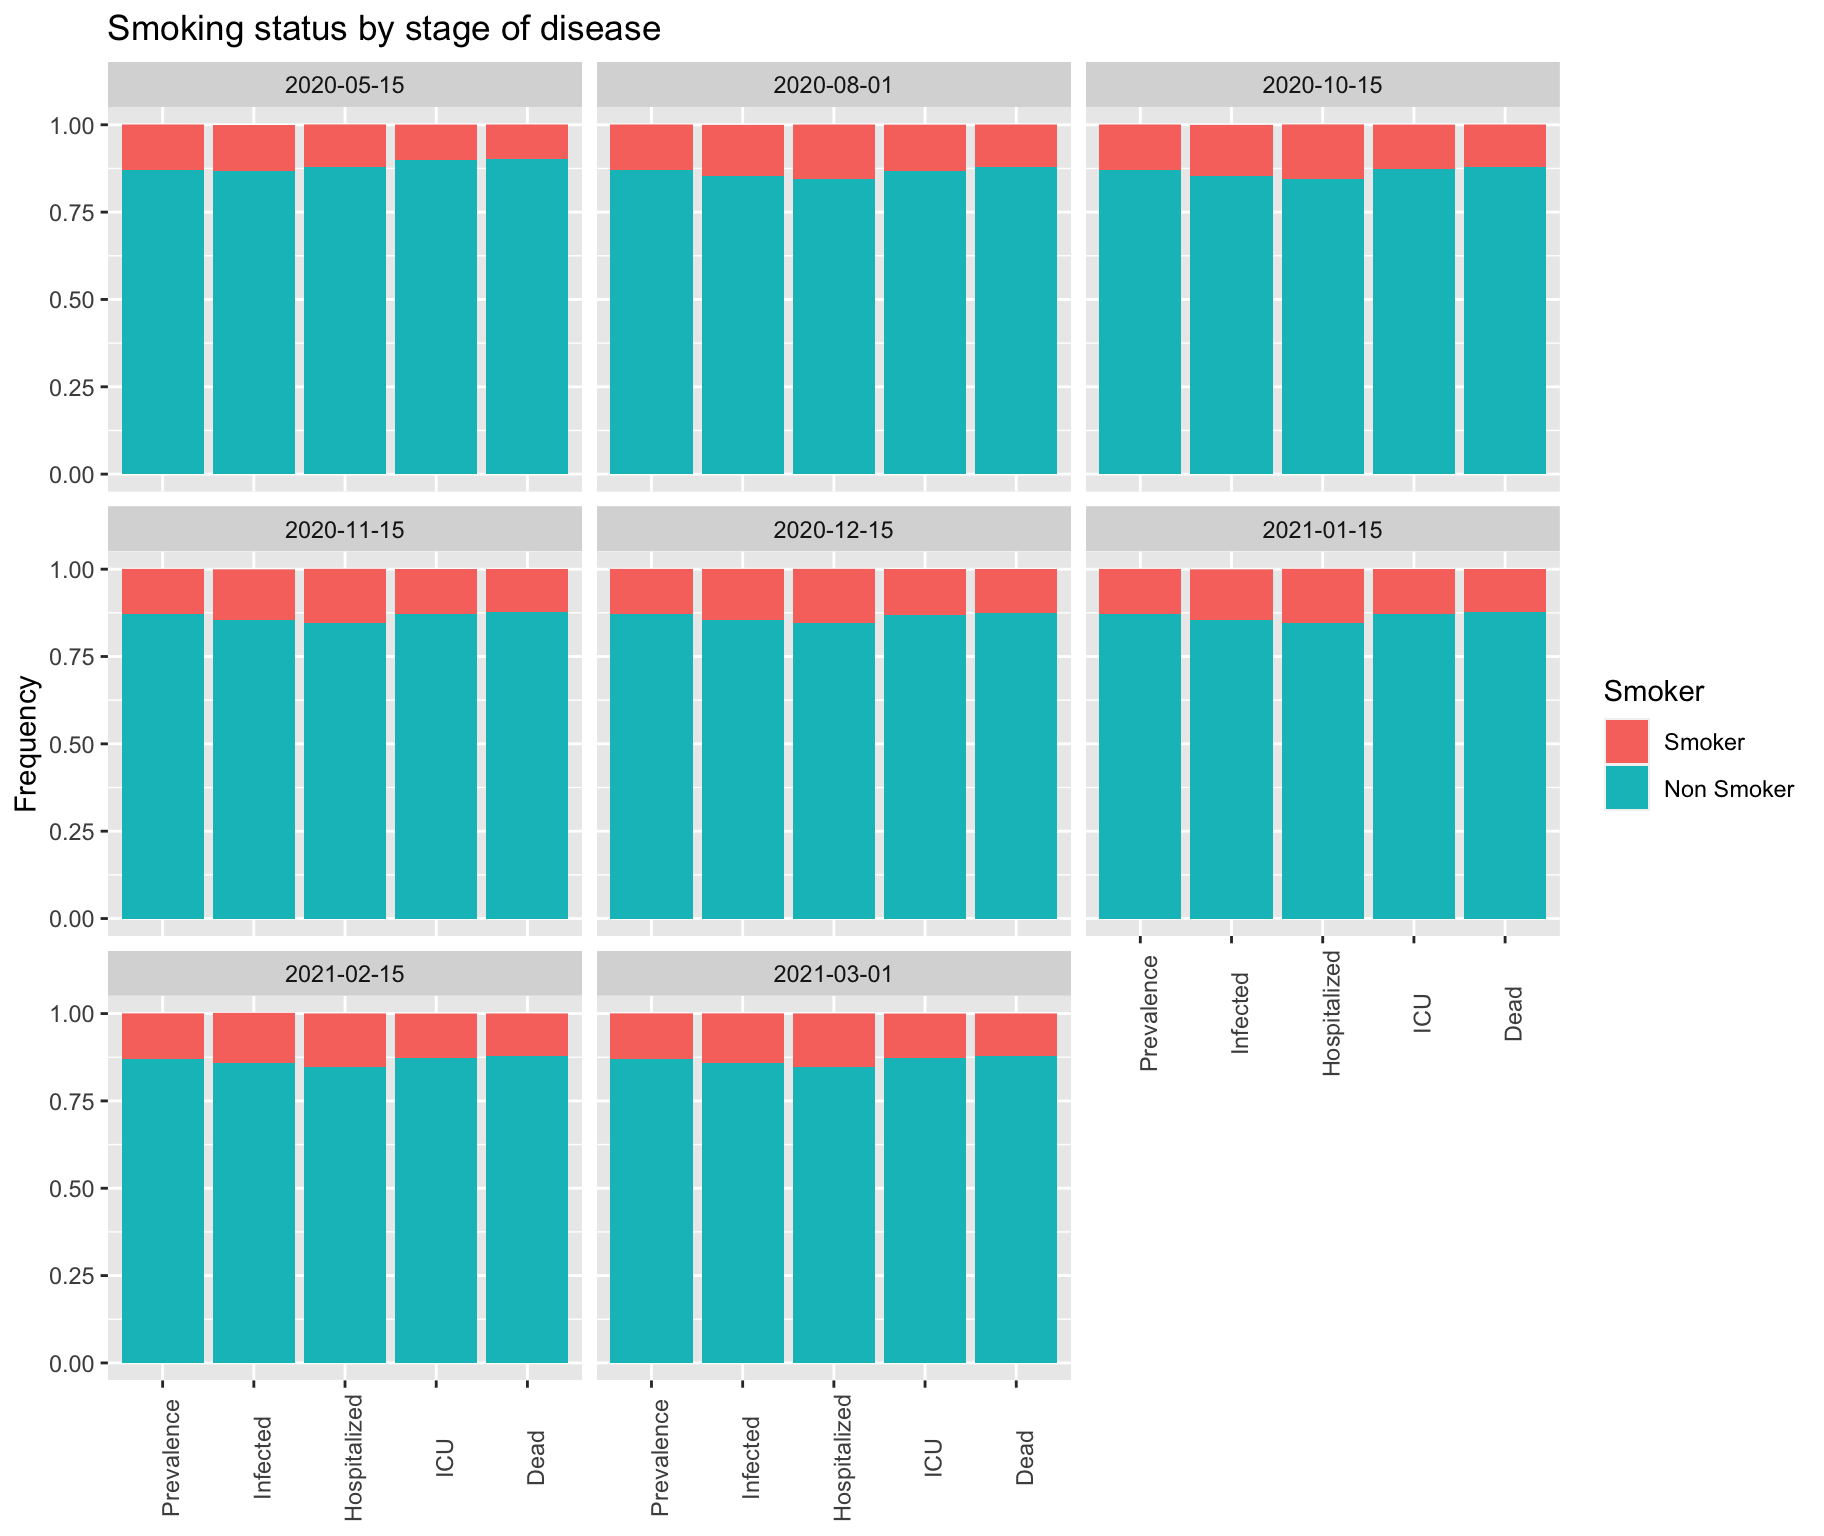 Smoking status by stage of disease
2020-05-15
2020-08-01
2020-10-15
1.00
0.75
0.50
0.25
0.00
2020-11-15
2020-12-15
2021-01-15
1.00
0.75
0.50
0.25
0.00
Prevalence
Infected
Hospitalized
ICU
Dead
2021-02-15
2021-03-01
1.00
0.75
0.50
0.25
0.00
Prevalence
Infected
Hospitalized
ICU
Dead
Prevalence
Infected
Hospitalized
ICU
Dead
Frequency
Smoker
Smoker
Non Smoker